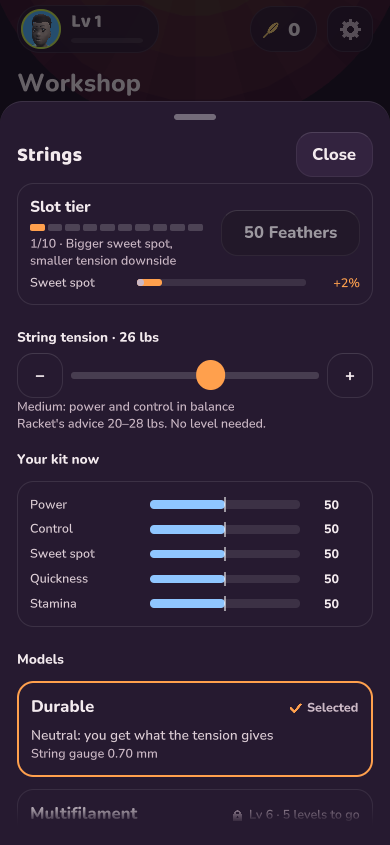 Lv 1
0
Workshop
Strings
Close
Slot tier
50 Feathers
1/10 · Bigger sweet spot,
smaller tension downside
Sweet spot
+2%
String tension · 26 lbs
−
+
Medium: power and control in balance
Racket's advice 20–28 lbs. No level needed.
Your kit now
Power 50
Control 50
Sweet spot 50
Quickness 50
Stamina 50
Models
Durable
Selected
Neutral: you get what the tension gives
String gauge 0.70 mm
Multifilament
Lv 6 · 5 levels to go